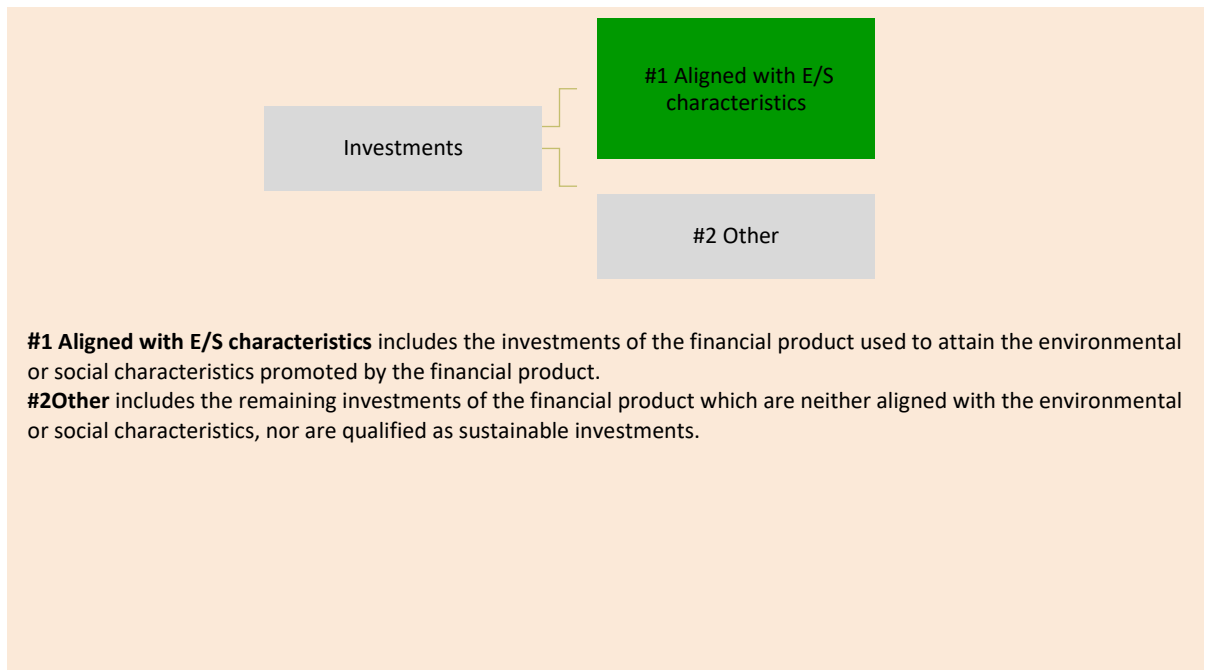 #1 Aligned with E/S
characteristics
Investments
#2 Other
#1 Aligned with E/S characteristics includes the investments of the financial product used to attain the environmental
or social characteristics promoted by the financial product.
#2Other includes the remaining investments of the financial product which are neither aligned with the environmental
or social characteristics, nor are qualified as sustainable investments.